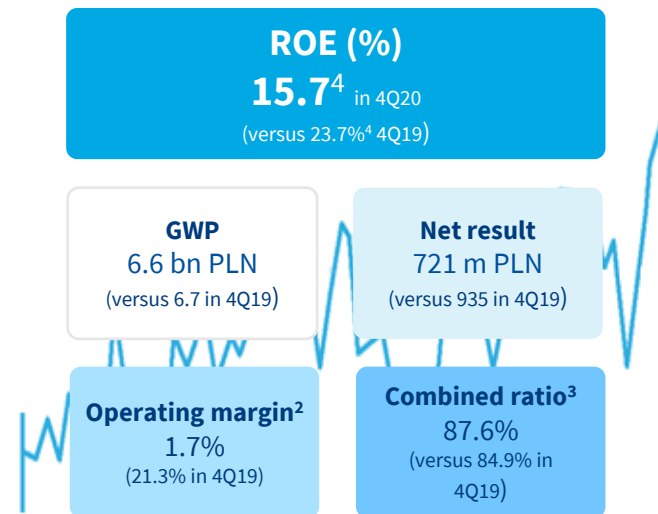 ROE (%)
15.7⁴ in 4Q20
(versus 23.7%⁴ 4Q19)
GWP
6.6 bn PLN
(versus 6.7 in 4Q19)
Net result
721 m PLN
(versus 935 in 4Q19)
Operating margin²
1.7%
(21.3% in 4Q19)
Combined ratio³
87.6%
(versus 84.9% in
4Q19)